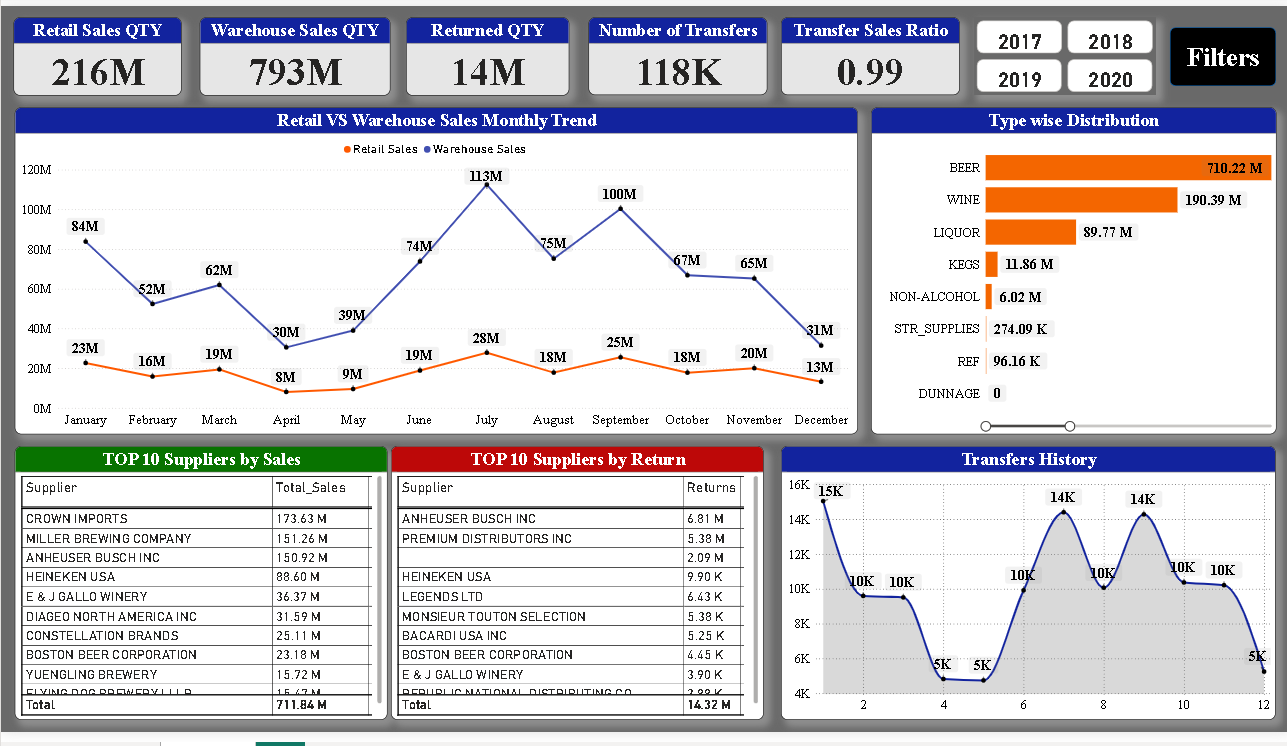 Retail Sales QTY
216M
Warehouse Sales QTY
793M
Returned QTY
14M
Number of Transfers
118K
Transfer Sales Ratio
0.99
2017
2018
2019
2020
Filters
Retail VS Warehouse Sales Monthly Trend
Retail Sales
Warehouse Sales
120M
100M
80M
60M
40M
20M
0M
84M
52M
62M
30M
39M
74M
113M
75M
100M
67M
65M
31M
23M
16M
19M
8M
9M
19M
28M
18M
25M
18M
20M
13M
January
February
March
April
May
June
July
August
September
October
November
December
Type wise Distribution
BEER 710.22 M
WINE 190.39 M
LIQUOR 89.77 M
KEGS 11.86 M
NON-ALCOHOL 6.02 M
STR_SUPPLIES 274.09 K
REF 96.16 K
DUNNAGE 0
TOP 10 Suppliers by Sales
Supplier Total_Sales
CROWN IMPORTS 173.63 M
MILLER BREWING COMPANY 151.26 M
ANHEUSER BUSCH INC 150.92 M
HEINEKEN USA 88.60 M
E & J GALLO WINERY 36.37 M
DIAGEO NORTH AMERICA INC 31.59 M
CONSTELLATION BRANDS 25.11 M
BOSTON BEER CORPORATION 23.18 M
YUENGLING BREWERY 15.72 M
FLYING DOG BREWERY LLLP 15.47 M
Total 711.84 M
TOP 10 Suppliers by Return
Supplier Returns
ANHEUSER BUSCH INC 6.81 M
PREMIUM DISTRIBUTORS INC 5.38 M
2.09 M
HEINEKEN USA 9.90 K
LEGENDS LTD 6.43 K
MONSIEUR TOUTON SELECTION 5.38 K
BACARDI USA INC 5.25 K
BOSTON BEER CORPORATION 4.45 K
E & J GALLO WINERY 3.90 K
REPUBLIC NATIONAL DISTRIBUTING CO
Total 14.32 M
Transfers History
16K
14K
12K
10K
8K
6K
4K
15K
10K
10K
5K
5K
10K
14K
10K
14K
10K
10K
5K
2
4
6
8
10
12